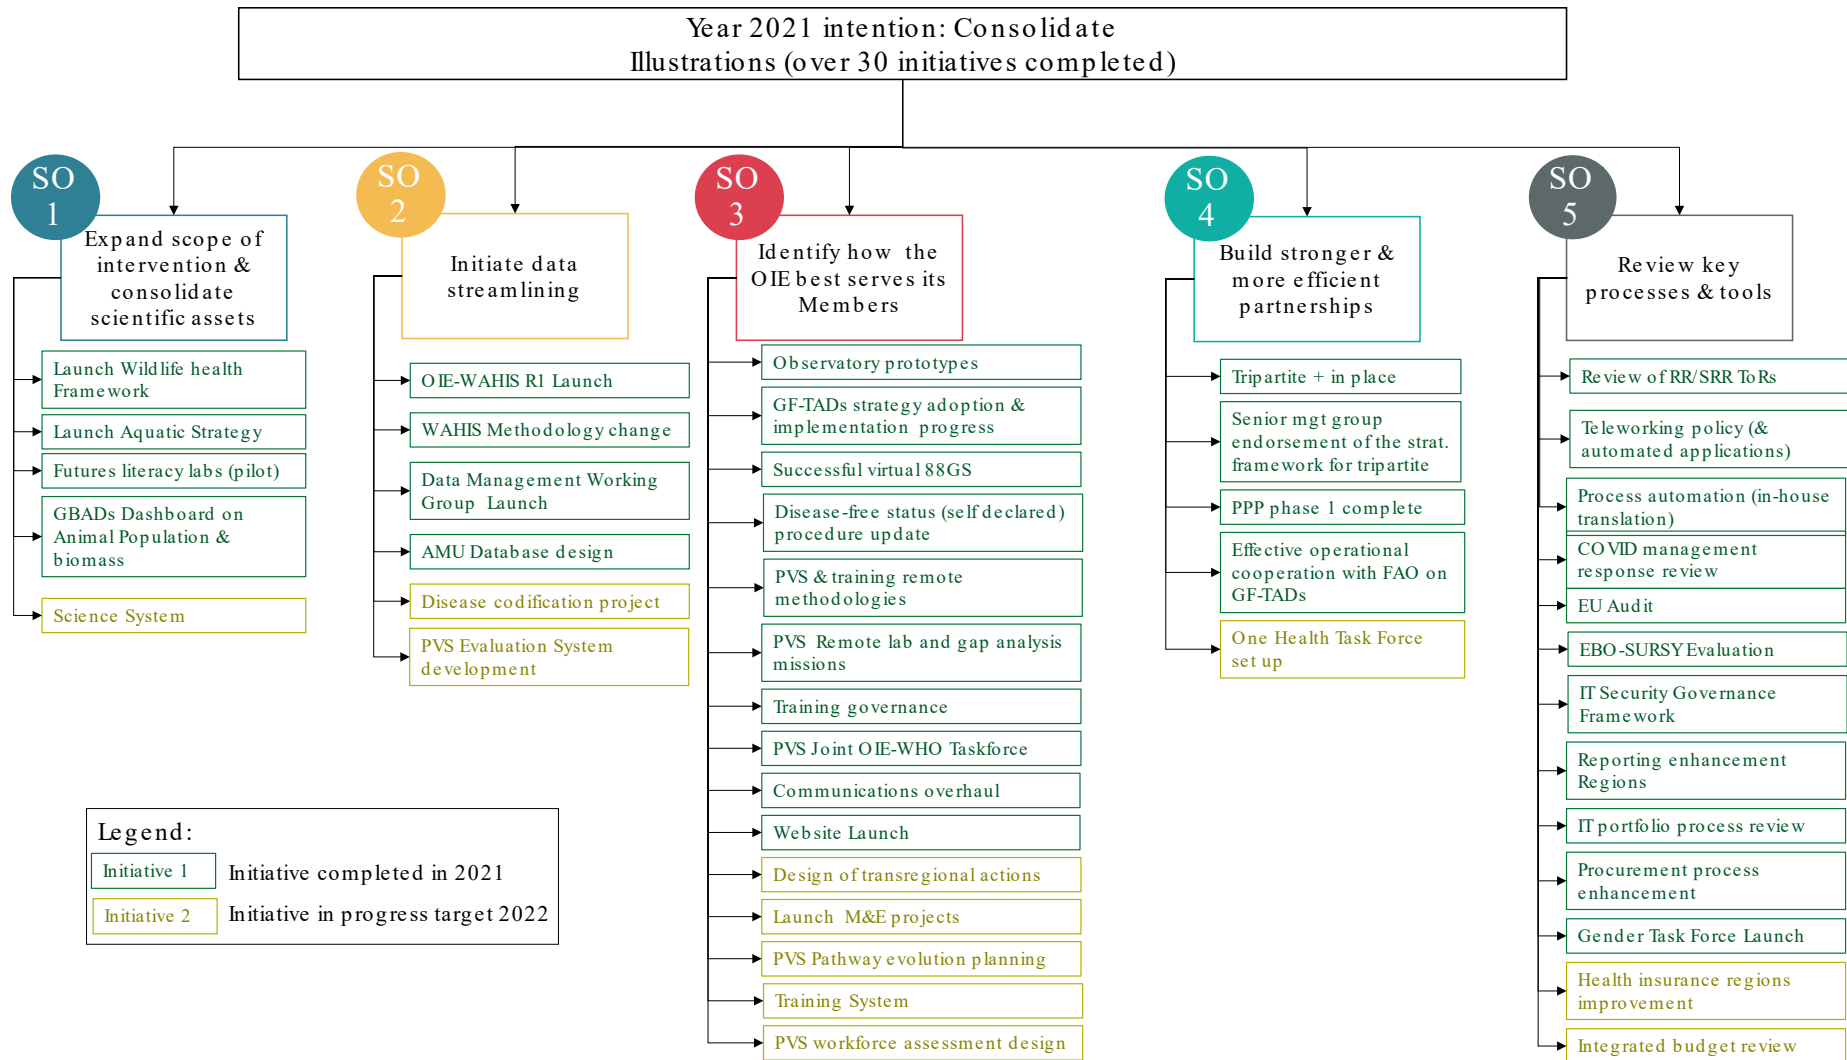 Year 2021 intention: Consolidate
Illustrations (over 30 initiatives completed)
SO
1
Expand scope of
intervention &
consolidate
scientific assets
Launch Wildlife health
Framework
Launch Aquatic Strategy
Futures literacy labs (pilot)
GBADs Dashboard on
Animal Population &
biomass
Science System
SO
2
Initiate data
streamlining
OIE-WAHIS R1 Launch
WAHIS Methodology change
Data Management Working
Group Launch
AMU Database design
Disease codification project
PVS Evaluation System
development
SO
3
Identify how the
OIE best serves its
Members
Observatory prototypes
GF-TADs strategy adoption &
implementation progress
Successful virtual 88GS
Disease-free status (self declared)
procedure update
PVS & training remote
methodologies
PVS Remote lab and gap analysis
missions
Training governance
PVS Joint OIE-WHO Taskforce
Communications overhaul
Website Launch
Design of transregional actions
Launch M&E projects
PVS Pathway evolution planning
Training System
PVS workforce assessment design
SO
4
Build stronger &
more efficient
partnerships
Tripartite + in place
Senior mgt group
endorsement of the strat.
framework for tripartite
PPP phase 1 complete
Effective operational
cooperation with FAO on
GF-TADs
One Health Task Force
set up
SO
5
Review key
processes & tools
Review of RR/SRR ToRs
Teleworking policy (&
automated applications)
Process automation (in-house
translation)
COVID management
response review
EU Audit
EBO-SURSY Evaluation
IT Security Governance
Framework
Reporting enhancement
Regions
IT portfolio process review
Procurement process
enhancement
Gender Task Force Launch
Health insurance regions
improvement
Integrated budget review
Legend:
Initiative 1
Initiative completed in 2021
Initiative 2
Initiative in progress target 2022